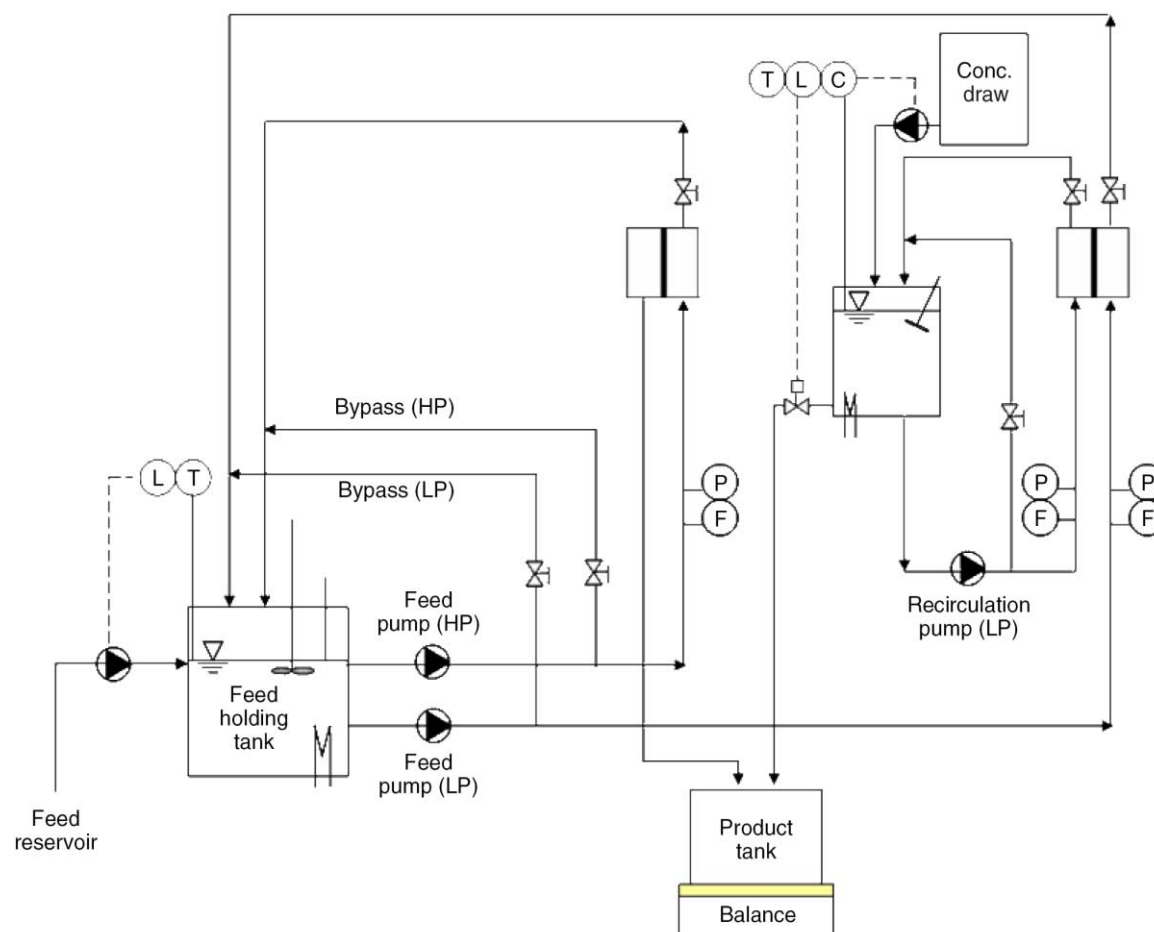 T L C
Conc.
draw
Bypass (HP)
L T
Bypass (LP)
P
F
P
F
P
F
Feed
pump (HP)
Recirculation
pump (LP)
Feed
holding
tank
Feed
pump (LP)
Feed
reservoir
Product
tank
Balance